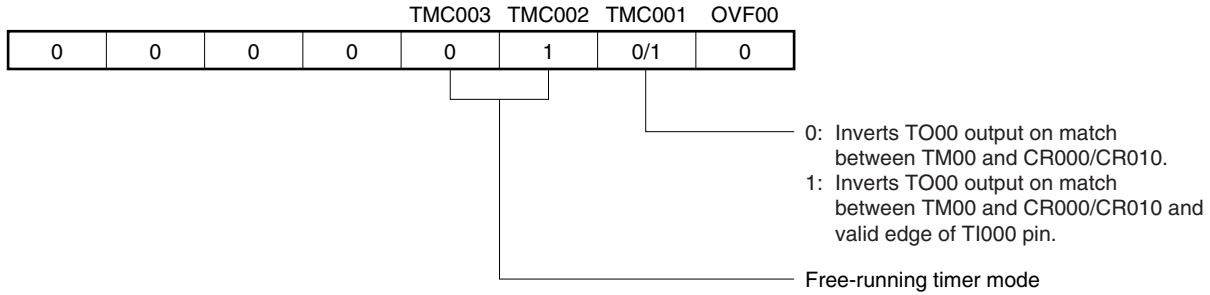 TMC003 TMC002 TMC001 OVF00
0 0 0 0 0 1 0/1 0
0: Inverts TO00 output on match
between TM00 and CR000/CR010.
1: Inverts TO00 output on match
between TM00 and CR000/CR010 and
valid edge of TI000 pin.
Free-running timer mode